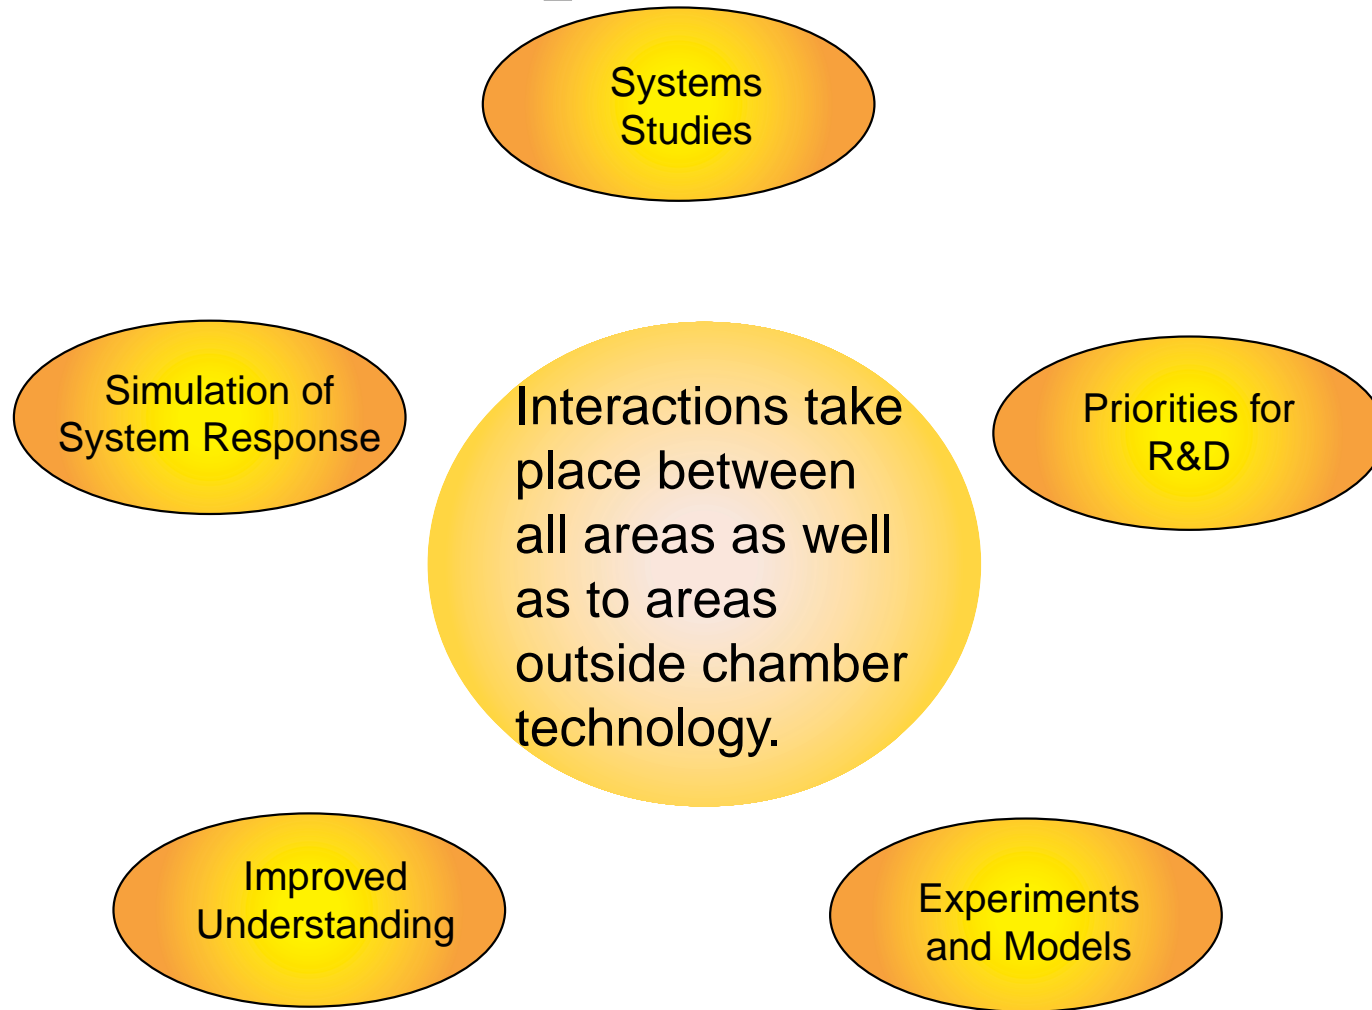 Systems
Studies
Simulation of
System Response
Interactions take
place between
all areas as well
as to areas
outside chamber
technology.
Priorities for
R&D
Improved
Understanding
Experiments
and Models